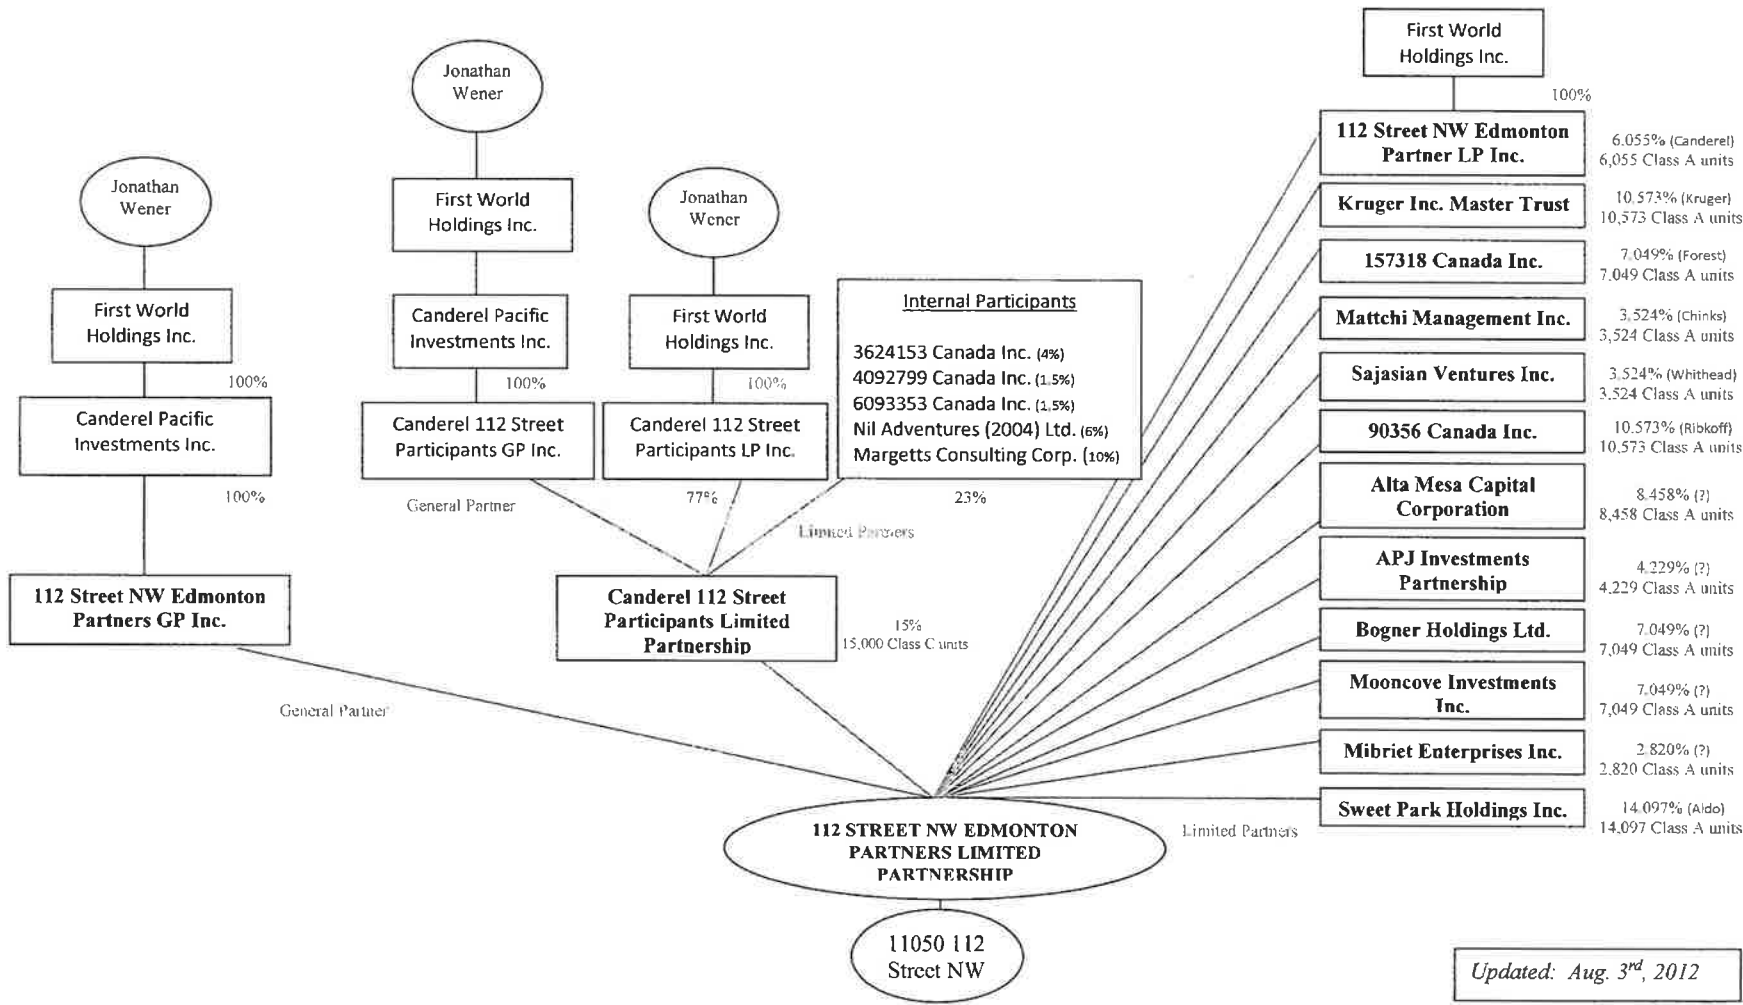 Jonathan
Wener
First World
Holdings Inc.
100%
Canderel Pacific
Investments Inc.
100%
112 Street NW Edmonton
Partners GP Inc.
General Partner
Jonathan
Wener
First World
Holdings Inc.
Canderel Pacific
Investments Inc.
100%
Canderel 112 Street
Participants GP Inc.
General Partner
Jonathan
Wener
First World
Holdings Inc.
100%
Canderel 112 Street
Participants LP Inc.
77%
Internal Participants
3624153 Canada Inc. (4%)
4092799 Canada Inc. (1.5%)
6093353 Canada Inc. (1.5%)
Nil Adventures (2004) Ltd. (6%)
Margetts Consulting Corp. (10%)
23%
Limited Partners
Canderel 112 Street
Participants Limited
Partnership
15%
15,000 Class C units
First World
Holdings Inc.
100%
112 Street NW Edmonton
Partner LP Inc.
6.055% (Canderel)
6,055 Class A units
Kruger Inc. Master Trust
10.573% (Kruger)
10,573 Class A units
157318 Canada Inc.
7.049% (Forest)
7,049 Class A units
Mattchi Management Inc.
3.524% (Chinks)
3,524 Class A units
Sajasian Ventures Inc.
3.524% (Whithead)
3,524 Class A units
90356 Canada Inc.
10.573% (Ribkoff)
10,573 Class A units
Alta Mesa Capital
Corporation
8.458% (?)
8,458 Class A units
APJ Investments
Partnership
4.229% (?)
4,229 Class A units
Bogner Holdings Ltd.
7.049% (?)
7,049 Class A units
Mooncove Investments
Inc.
7.049% (?)
7,049 Class A units
Mibriet Enterprises Inc.
2.820% (?)
2,820 Class A units
Sweet Park Holdings Inc.
14.097% (Aldo)
14,097 Class A units
Limited Partners
112 STREET NW EDMONTON
PARTNERS LIMITED
PARTNERSHIP
11050 112
Street NW
Updated: Aug. 3rd, 2012